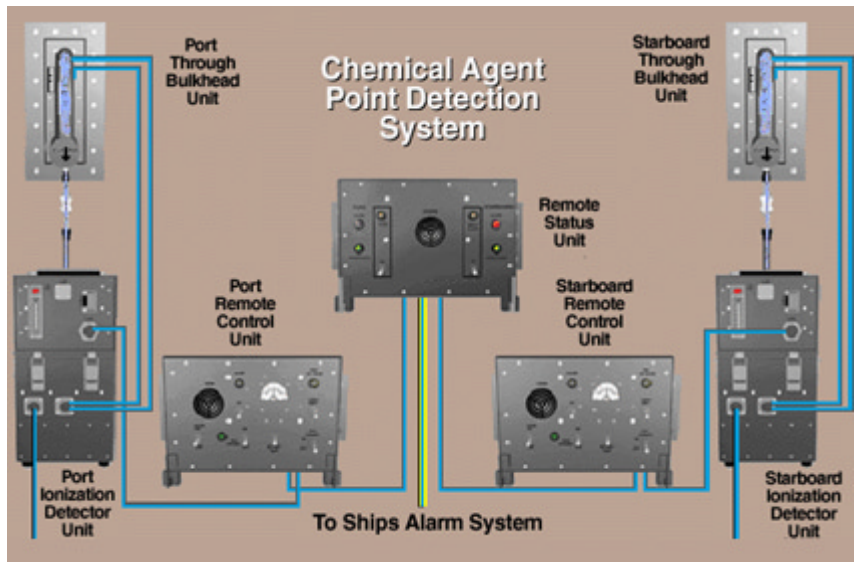 Port
Through
Bulkhead
Unit
Chemical Agent
Point Detection
System
Starboard
Through
Bulkhead
Unit
Remote
Status
Unit
Port
Remote
Control
Unit
Starboard
Remote
Control
Unit
Port
Ionization
Detector
Unit
To Ships Alarm System
Starboard
Ionization
Detector
Unit